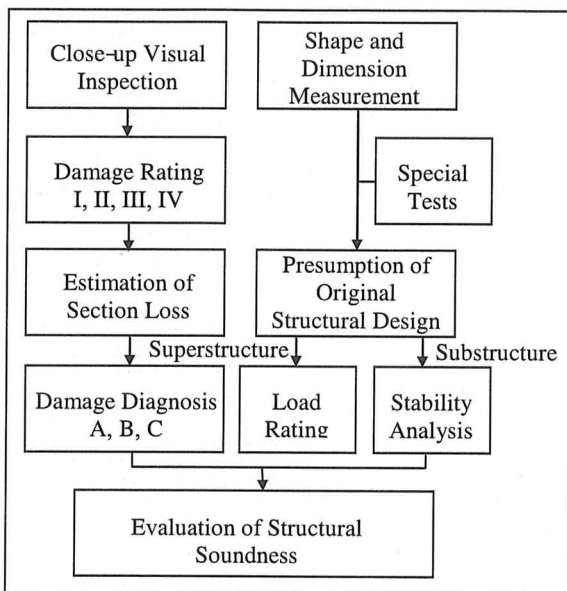 Close-up Visual
Inspection
Shape and
Dimension
Measurement
Damage Rating
I, II, III, IV
Special
Tests
Estimation of
Section Loss
Presumption of
Original
Structural Design
Superstructure
Substructure
Damage Diagnosis
A, B, C
Load
Rating
Stability
Analysis
Evaluation of Structural
Soundness